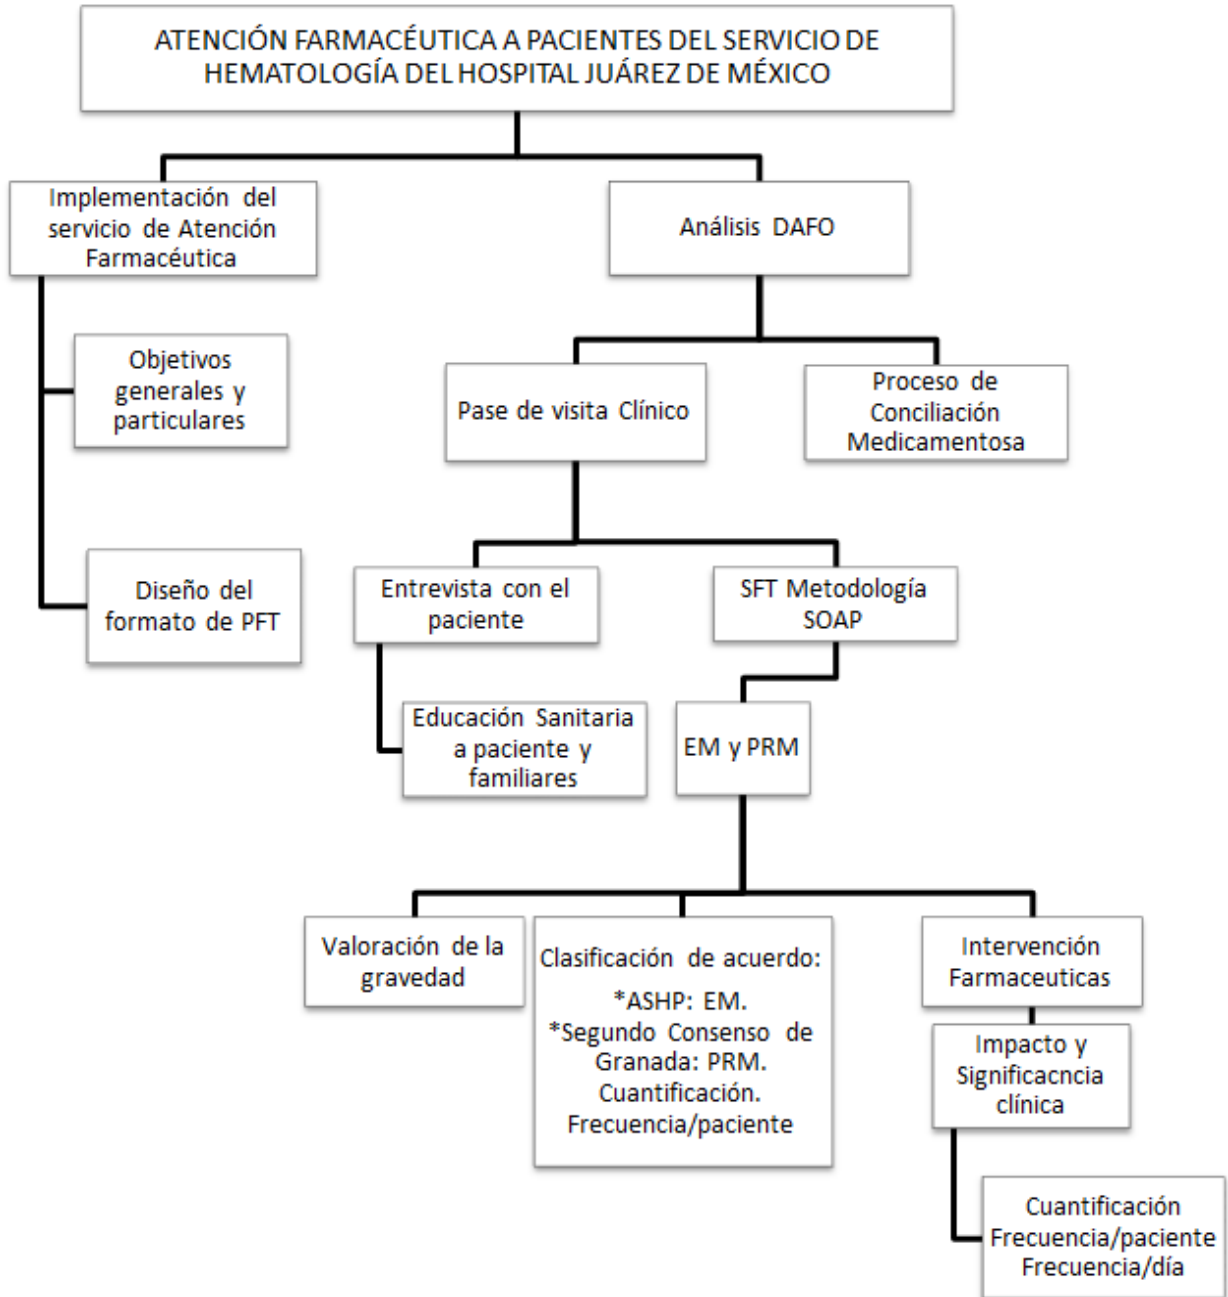 ATENCIÓN FARMACÉUTICA A PACIENTES DEL SERVICIO DE
HEMATOLOGÍA DEL HOSPITAL JUÁREZ DE MÉXICO
Implementación del
servicio de Atención
Farmacéutica
Análisis DAFO
Objetivos
generales y
particulares
Pase de visita Clínico
Proceso de
Conciliación
Medicamentosa
Diseño del
formato de PFT
Entrevista con el
paciente
SFT Metodología
SOAP
Educación Sanitaria
a paciente y
familiares
EM y PRM
Valoración de la
gravedad
Clasificación de acuerdo:
*ASHP: EM.
*Segundo Consenso de
Granada: PRM.
Cuantificación.
Frecuencia/paciente
Intervención
Farmaceuticas
Impacto y
Significacncia
clínica
Cuantificación
Frecuencia/paciente
Frecuencia/día